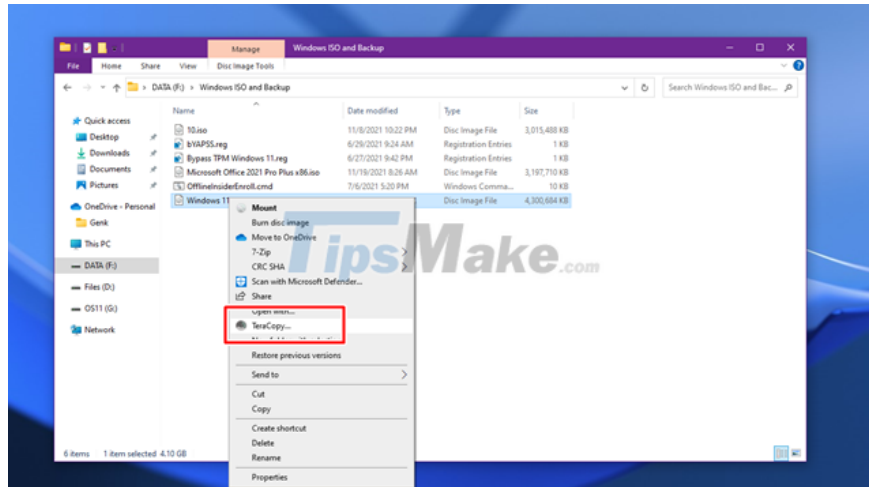 Manage Windows ISO and Backup
File Home Share View Disc Image Tools
DATA (F:) Windows ISO and Backup Search Windows ISO and Bac...
Name Date modified Type Size
Quick access
Desktop
Downloads
Documents
Pictures
OneDrive - Personal
Genk
This PC
DATA (F:)
Files (D:)
OS11 (G:)
Network
10.iso 11/8/2021 10:22 PM Disc Image File 3,015,488 KB
bYAPSS.reg 6/29/2021 9:24 AM Registration Entries 1 KB
Bypass TPM Windows 11.reg 6/27/2021 9:42 PM Registration Entries 1 KB
Microsoft Office 2021 Pro Plus x86.iso 11/19/2021 8:26 AM Disc Image File 3,197,710 KB
OfflineInsiderEnroll.cmd 7/6/2021 5:20 PM Windows Comma... 10 KB
Windows 11 Disc Image File 4,300,684 KB
Mount
Burn disc image
Move to OneDrive
7-Zip
CRC SHA
Scan with Microsoft Defender...
Share
Open with...
TeraCopy...
Restore previous versions
Send to
Cut
Copy
Create shortcut
Delete
Rename
Properties
TipsMake.com
6 items 1 item selected 4.10 GB